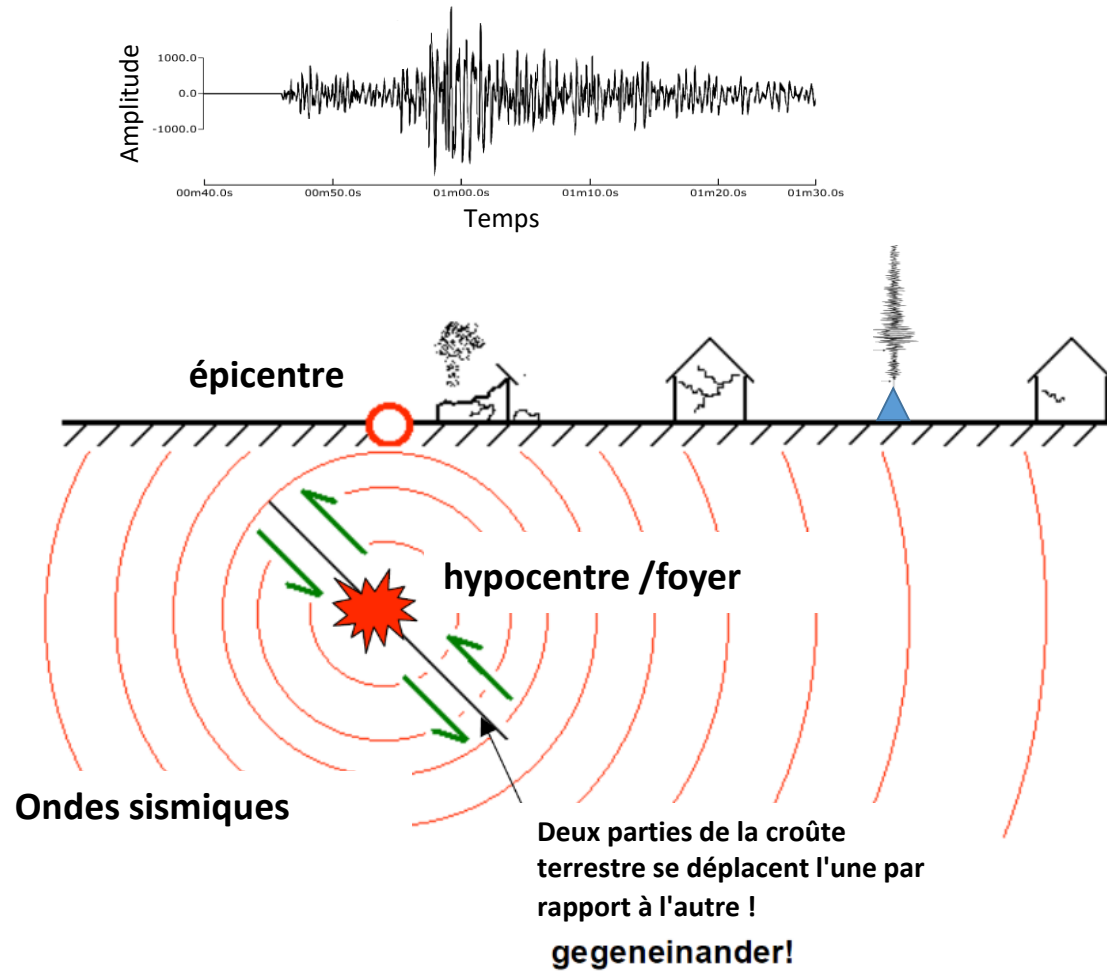 Amplitude
1000.0
0.0
-1000.0
00m40.0s 00m50.0s 01m00.0s 01m10.0s 01m20.0s 01m30.0s
Temps
épicentre
hypocentre /foyer
Ondes sismiques
Deux parties de la croûte
terrestre se déplacent l'une par
rapport à l'autre !
gegeneinander!